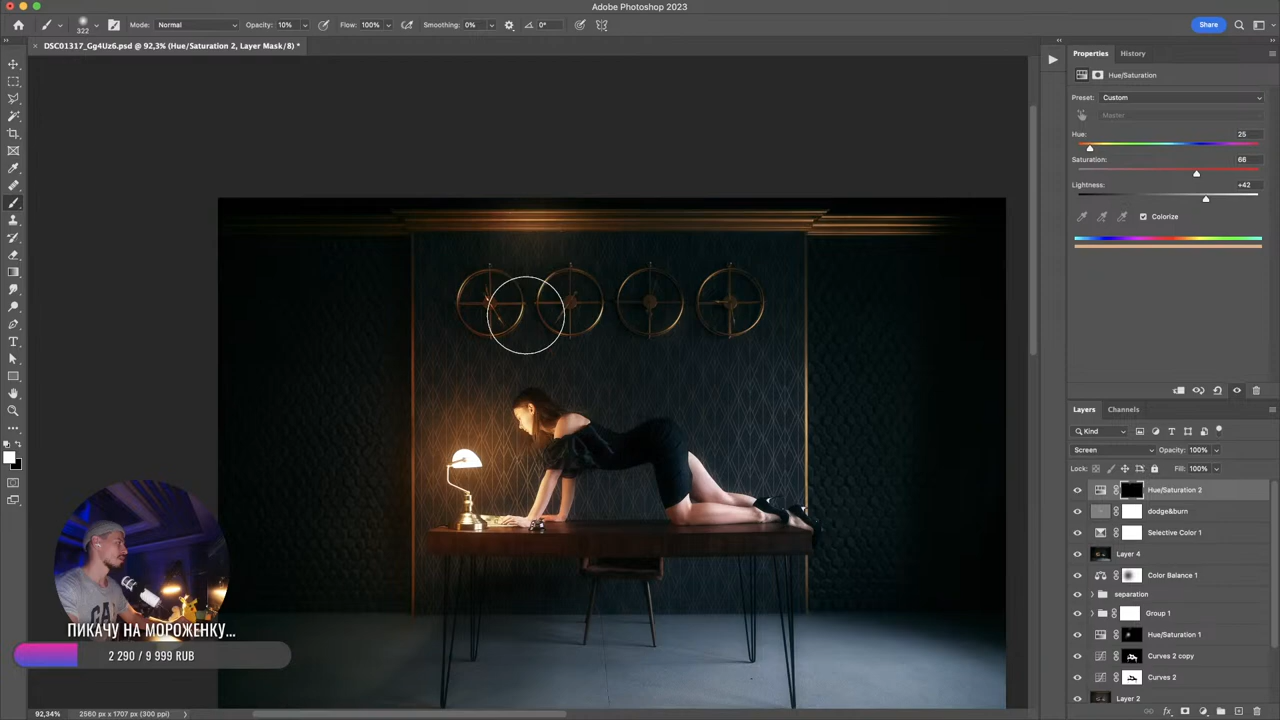 Adobe Photoshop 2023
322
Mode: Normal Opacity: 10% Flow: 100% Smoothing: 0% 0° Share
DSC01317_Gg4Uz6.psd @ 92,3% (Hue/Saturation 2, Layer Mask/8) *
Properties History
Hue/Saturation
Preset: Custom
Master
Hue: 25
Saturation: 66
Lightness: +42
Colorize
Layers Channels
Kind
Screen Opacity: 100%
Lock: Fill: 100%
Hue/Saturation 2
dodge&burn
Selective Color 1
Layer 4
Color Balance 1
separation
Group 1
Hue/Saturation 1
Curves 2 copy
Curves 2
Layer 2
ПИКАЧУ НА МОРОЖЕНКУ...
2 290 / 9 999 RUB
92,34% 2560 px x 1707 px (300 ppi)